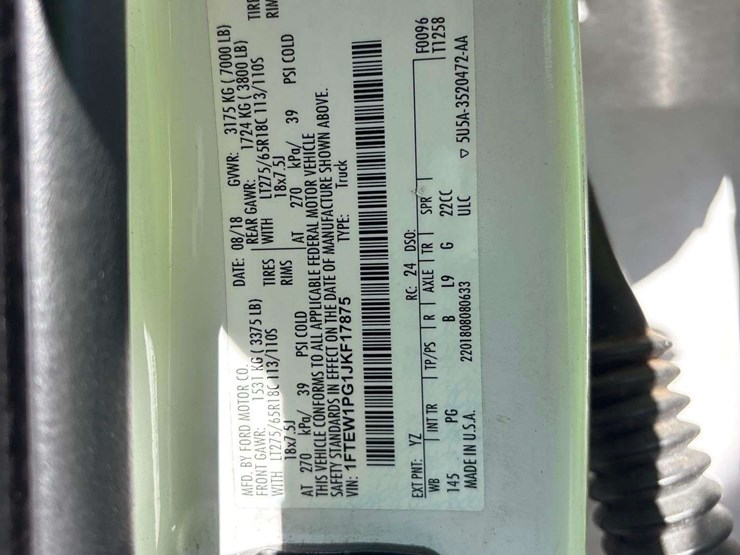 MFD. BY FORD MOTOR CO.
DATE: 08/18 GVWR: 3175 KG ( 7000 LB)
FRONT GAWR: 1531 KG ( 3375 LB) REAR GAWR: 1724 KG ( 3800 LB)
WITH LT275/65R18C 113/110S TIRES WITH LT275/65R18C 113/110S TIRE
18x7.5J RIMS 18x7.5J RIM
AT 270 kPa/ 39 PSI COLD AT 270 kPa/ 39 PSI COLD
THIS VEHICLE CONFORMS TO ALL APPLICABLE FEDERAL MOTOR VEHICLE
SAFETY STANDARDS IN EFFECT ON THE DATE OF MANUFACTURE SHOWN ABOVE.
VIN: 1FTEW1PG1JKF17875 TYPE: Truck
F0096
T1258
EXT PNT: YZ RC: 24 DSO:
WB INT TR TP/PS R AXLE TR SPR
145 PG B L9 G 22CC
MADE IN U.S.A. 2201808080633 ULC ▽ 5U5A-3520472-AA